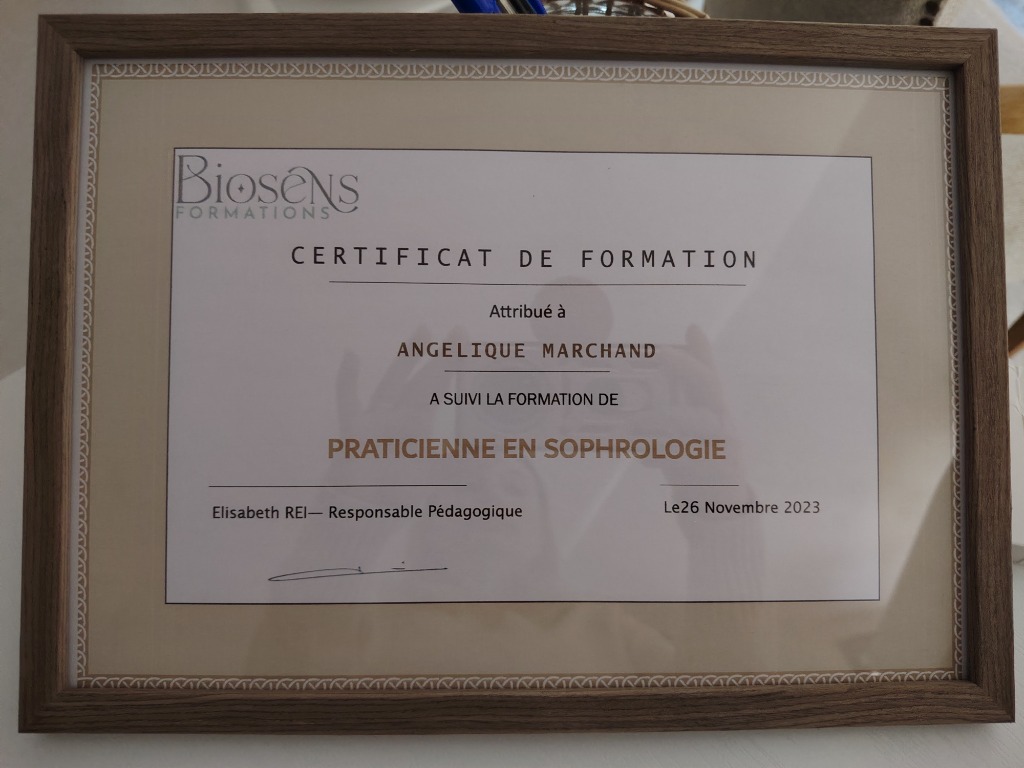 Biosens
FORMATIONS
CERTIFICAT DE FORMATION
Attribué à
ANGELIQUE MARCHAND
A SUIVI LA FORMATION DE
PRATICIENNE EN SOPHROLOGIE
Elisabeth REI— Responsable Pédagogique
Le26 Novembre 2023